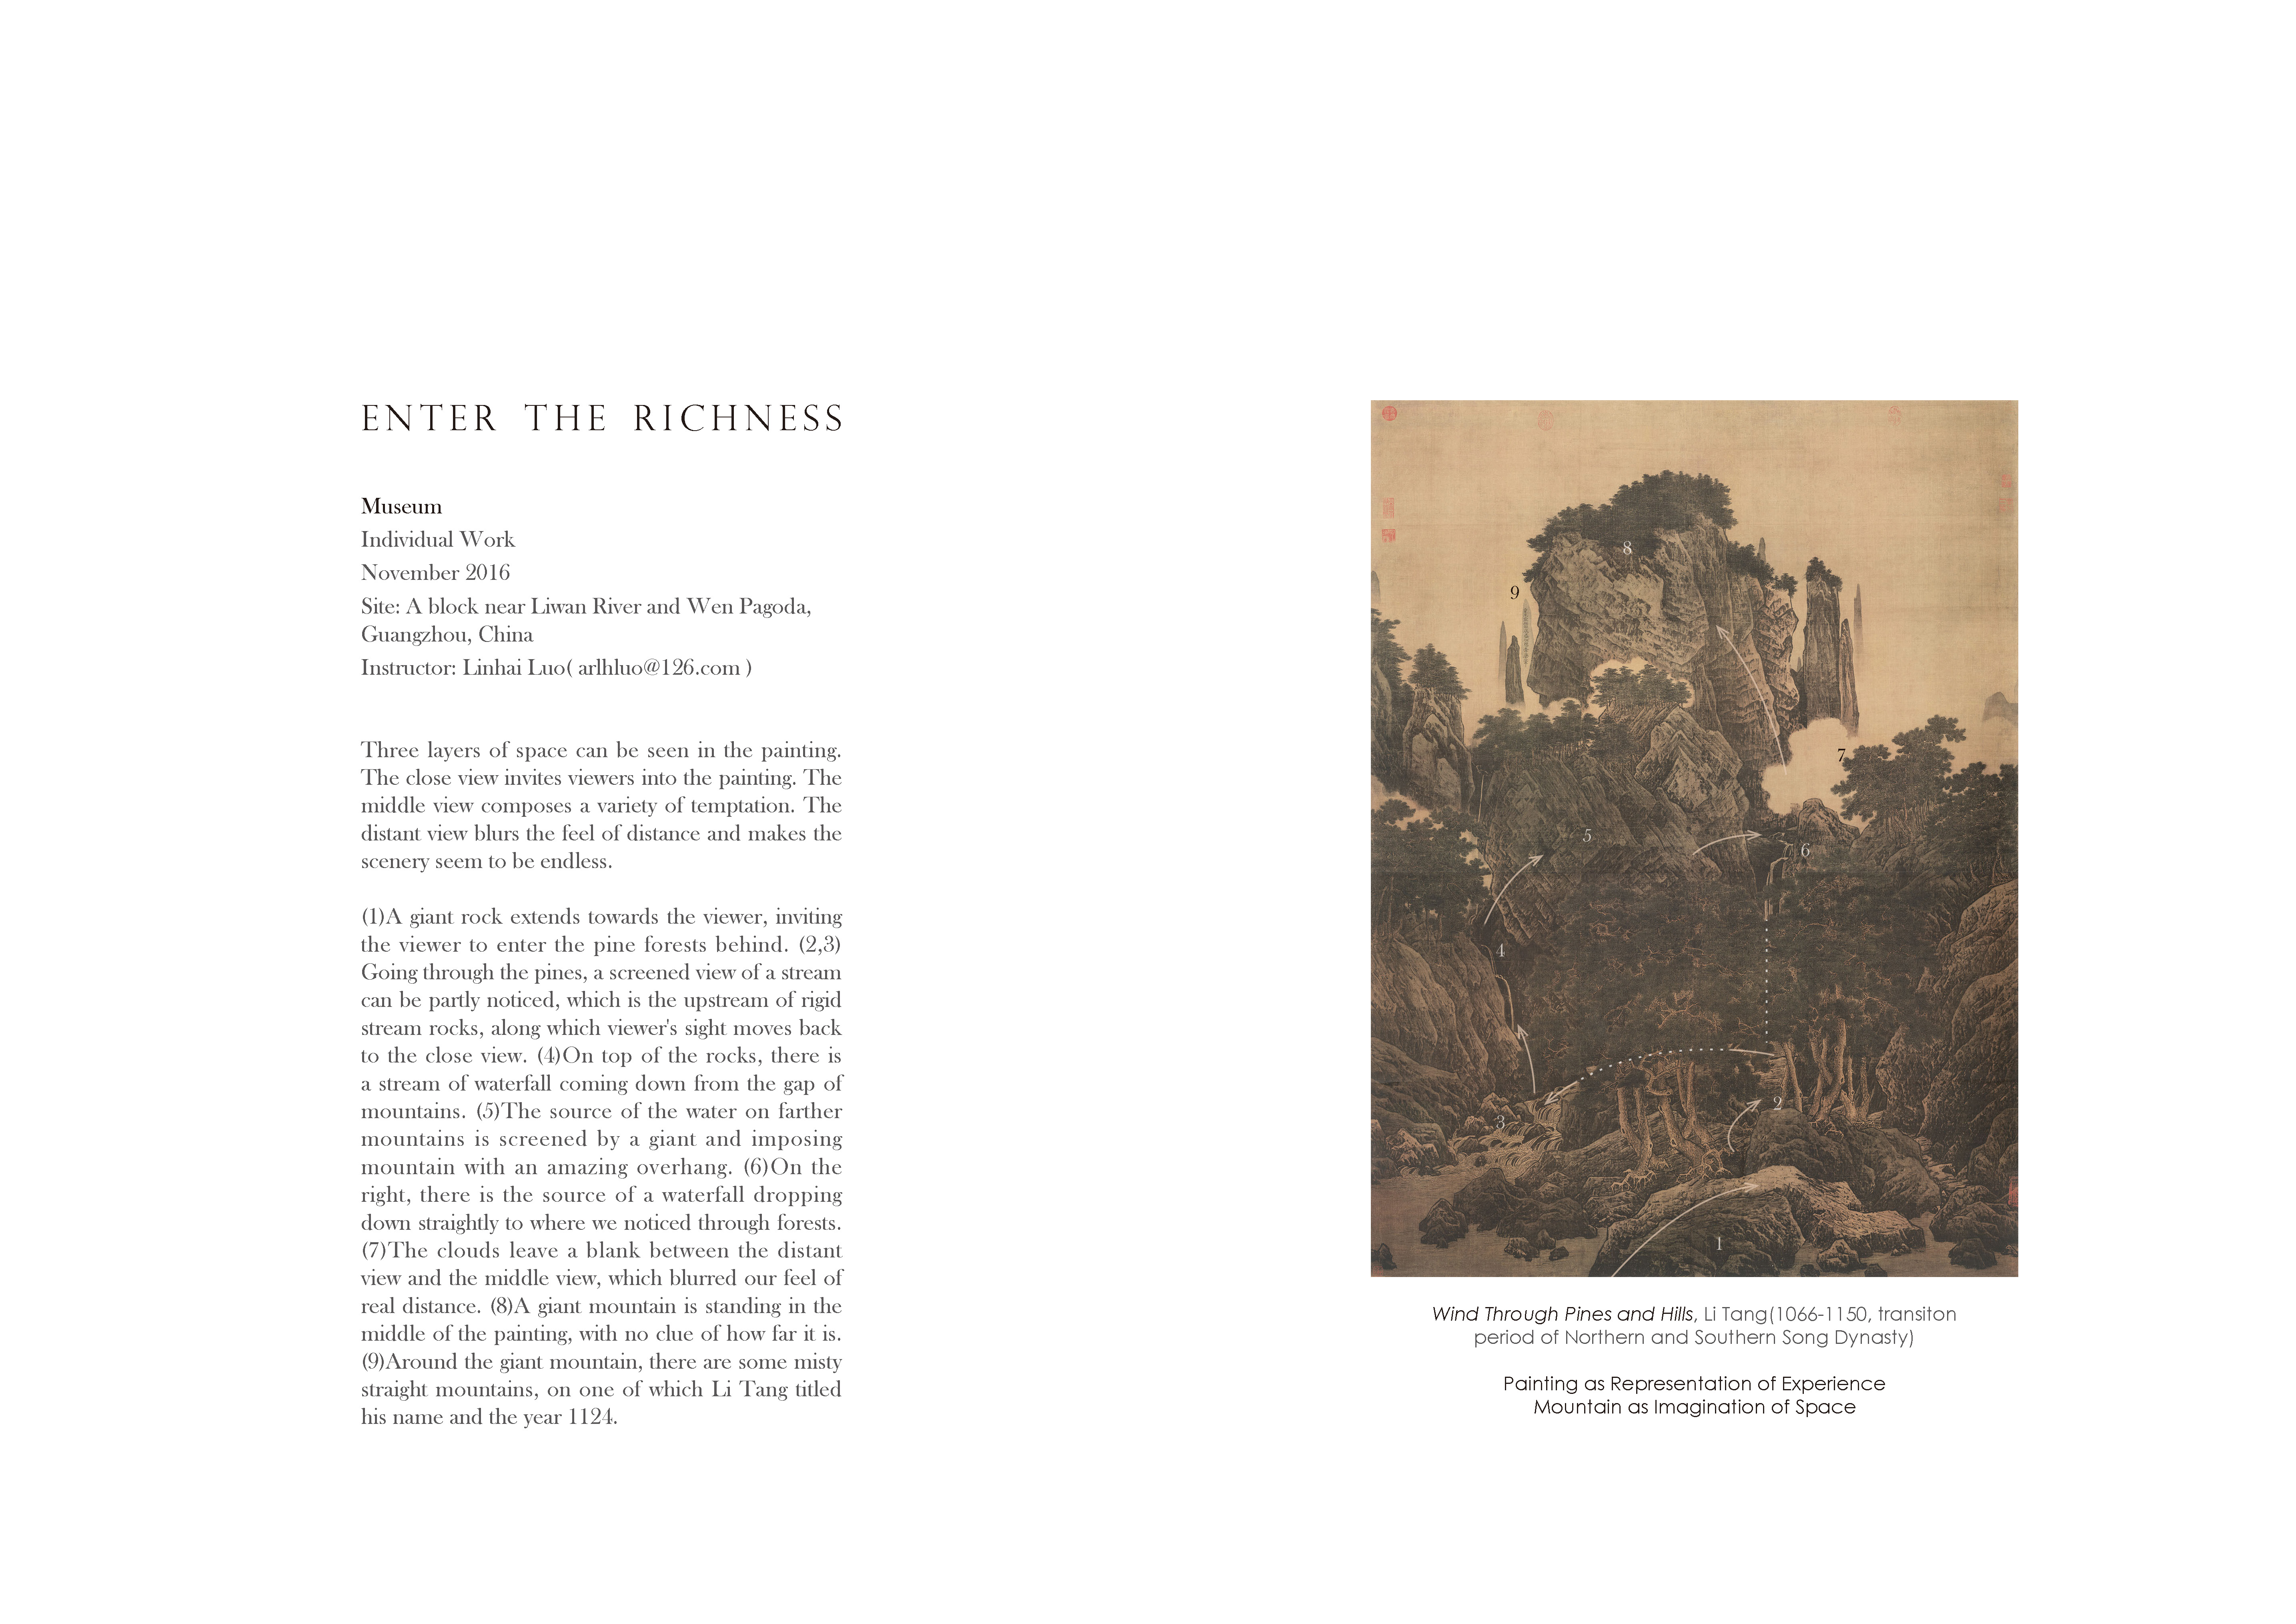 ENTER THE RICHNESS
Museum
Individual Work
November 2016
Site: A block near Liwan River and Wen Pagoda,
Guangzhou, China
Instructor: Linhai Luo( arlhluo@126.com )
Three layers of space can be seen in the painting.
The close view invites viewers into the painting. The
middle view composes a variety of temptation. The
distant view blurs the feel of distance and makes the
scenery seem to be endless.
(1)A giant rock extends towards the viewer, inviting
the viewer to enter the pine forests behind. (2,3)
Going through the pines, a screened view of a stream
can be partly noticed, which is the upstream of rigid
stream rocks, along which viewer's sight moves back
to the close view. (4)On top of the rocks, there is
a stream of waterfall coming down from the gap of
mountains. (5)The source of the water on farther
mountains is screened by a giant and imposing
mountain with an amazing overhang. (6)On the
right, there is the source of a waterfall dropping
down straightly to where we noticed through forests.
(7)The clouds leave a blank between the distant
view and the middle view, which blurred our feel of
real distance. (8)A giant mountain is standing in the
middle of the painting, with no clue of how far it is.
(9)Around the giant mountain, there are some misty
straight mountains, on one of which Li Tang titled
his name and the year 1124.
8
9
7
5
6
4
2
3
1
Wind Through Pines and Hills, Li Tang(1066-1150, transiton
period of Northern and Southern Song Dynasty)
Painting as Representation of Experience
Mountain as Imagination of Space